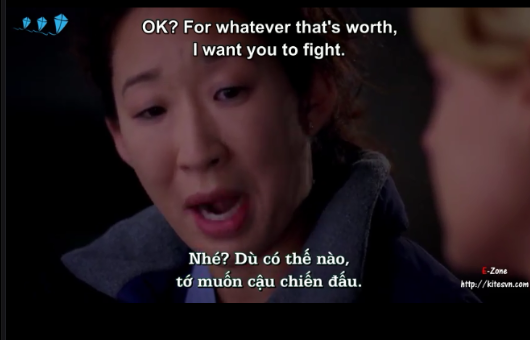 OK? For whatever that's worth,
I want you to fight.
Nhé? Dù có thế nào,
tớ muốn cậu chiến đấu.
E-Zone
http://kitesvn.com